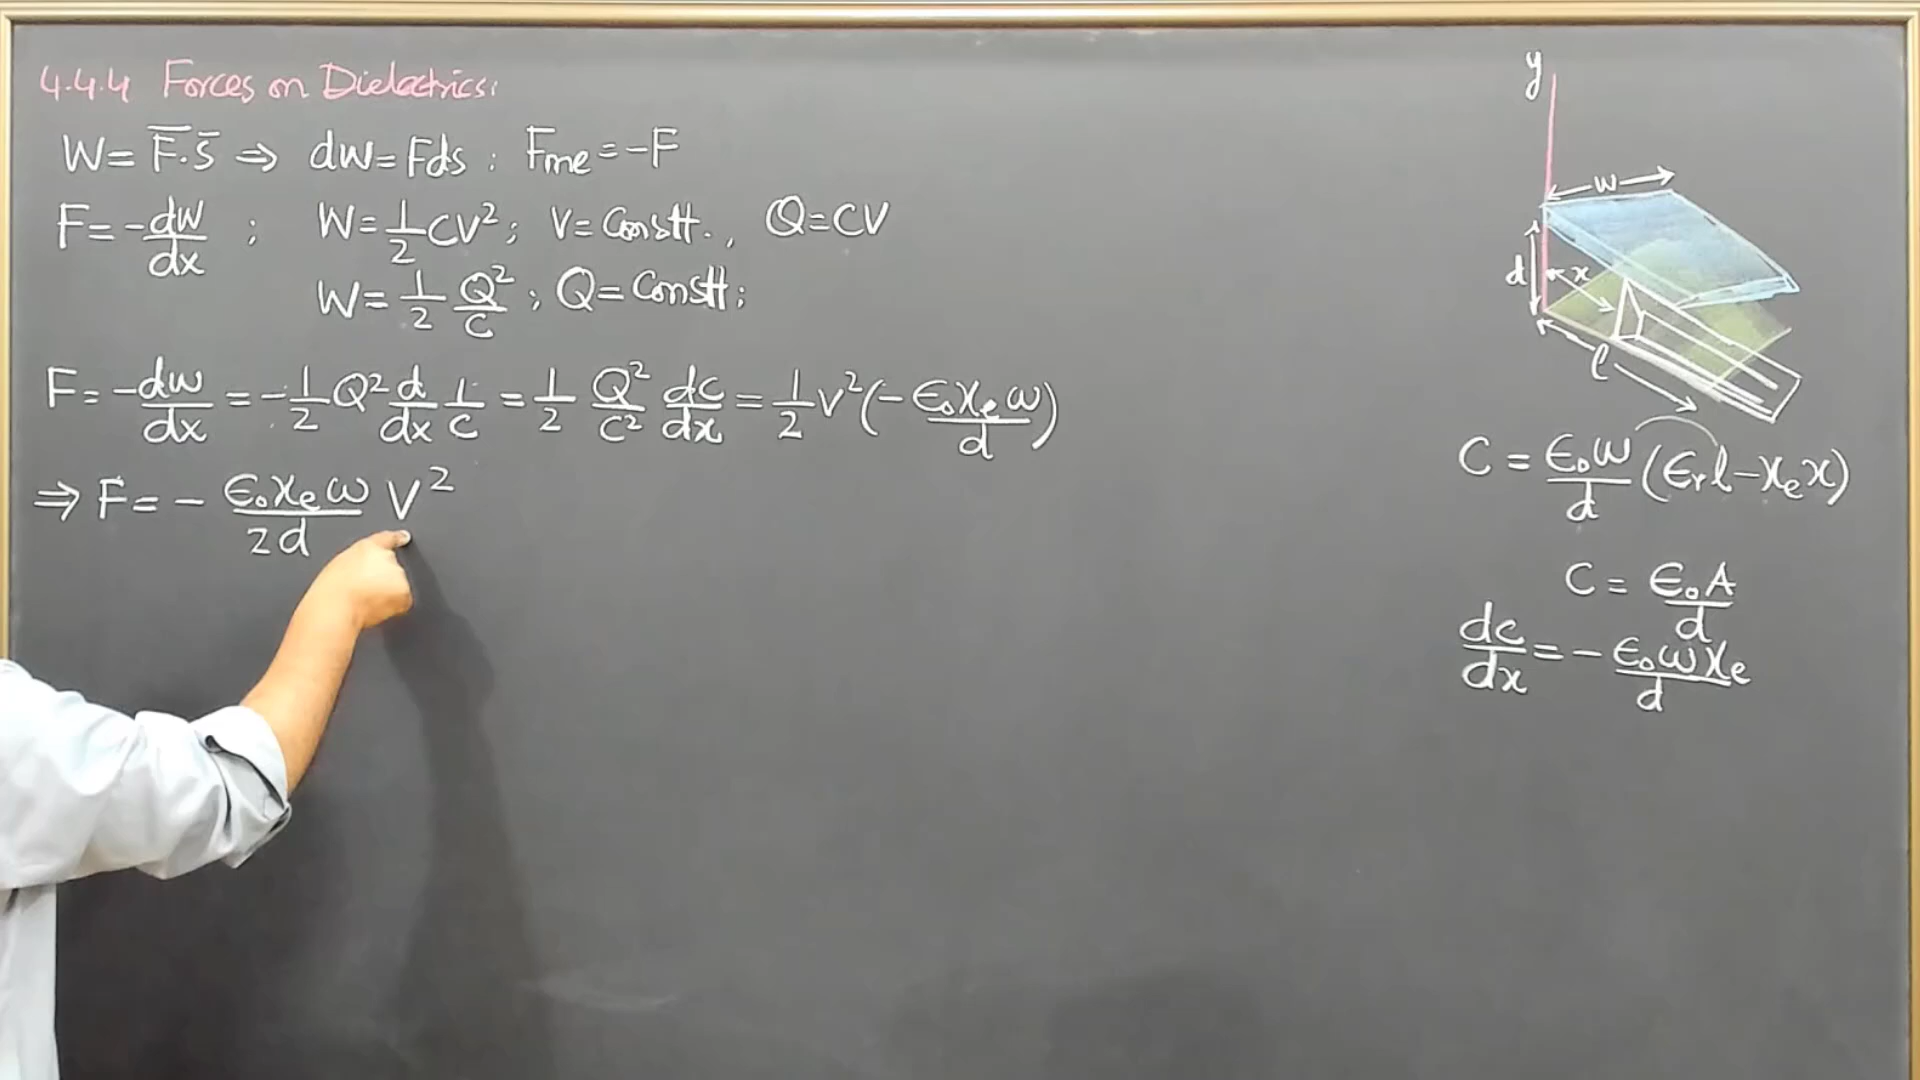 4.4.4 Forces on Dielectrics:
W = F̄.s̄ ⇒ dw = Fds : Fme = -F
F = -dw/dx ; W = 1/2 CV² ; V = Constt. , Q = CV
W = 1/2 Q²/C ; Q = Constt ;
F = -dw/dx = -1/2 Q² d/dx 1/C = 1/2 Q²/C² dc/dx = 1/2 V² (-ϵ₀χₑω/d)
⇒ F = - ϵ₀χₑω/2d V²
y
w
d
x
l
C = ϵ₀ω/d (ϵᵣl - χₑx)
C = ϵ₀A/d
dc/dx = - ϵ₀ωχₑ/d